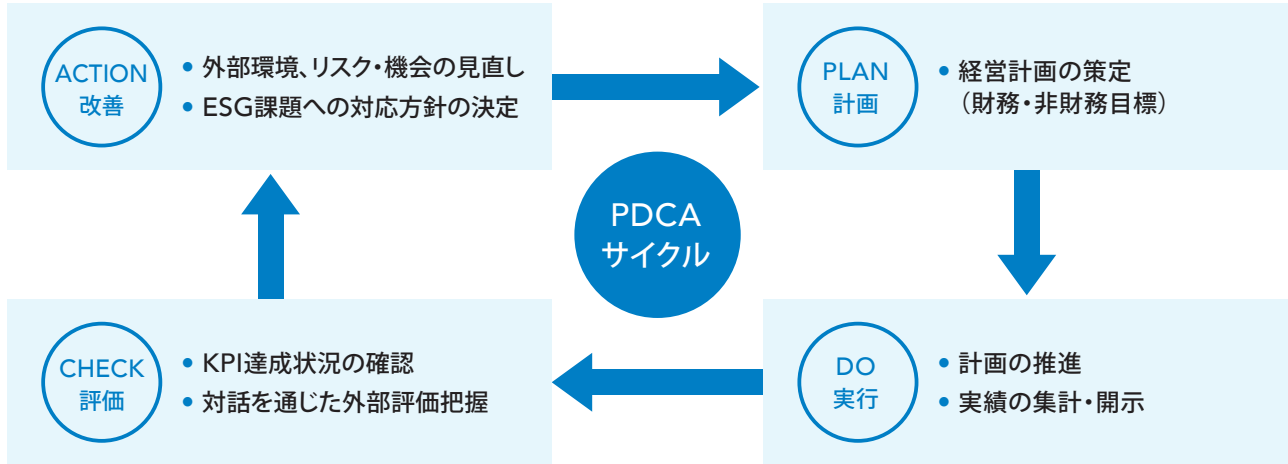 ACTION
改善
• 外部環境、リスク・機会の見直し
• ESG課題への対応方針の決定
PLAN
計画
• 経営計画の策定
（財務・非財務目標）
PDCA
サイクル
CHECK
評価
• KPI達成状況の確認
• 対話を通じた外部評価把握
DO
実行
• 計画の推進
• 実績の集計・開示